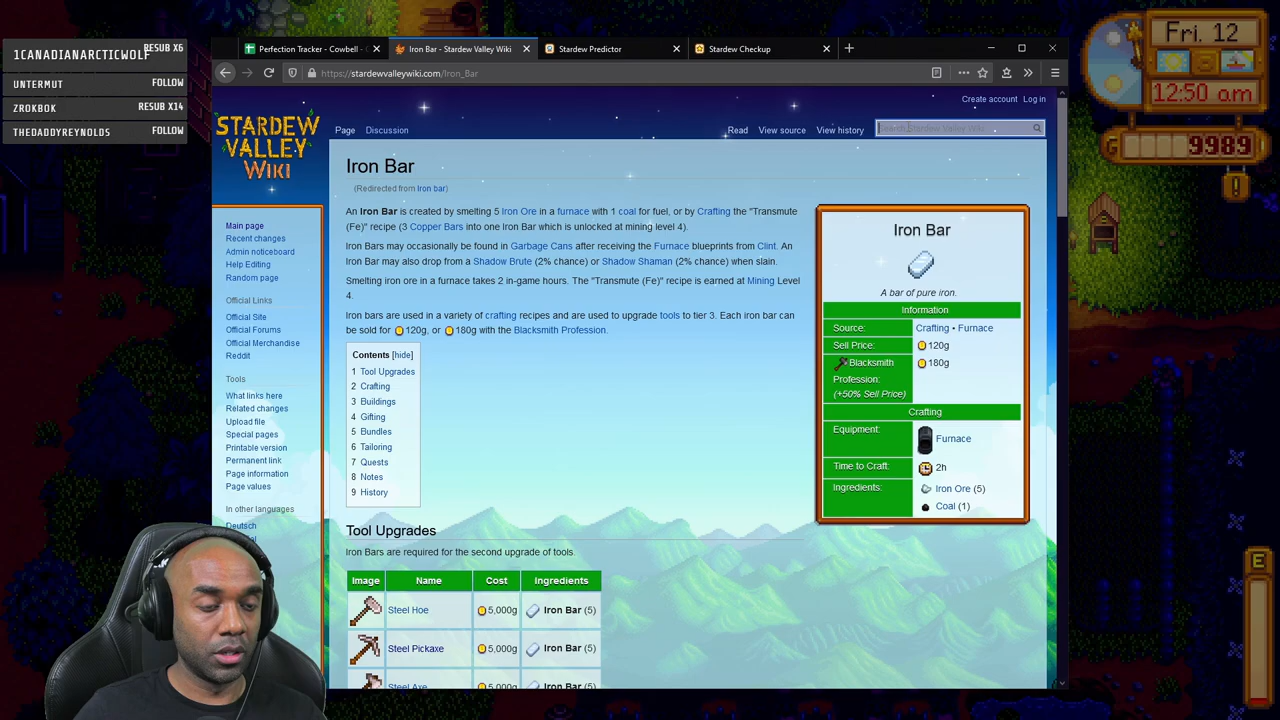 1CANADIANARCTICWOLF RESUB X6
UNTERMUT FOLLOW
ZROKBOK RESUB X14
THEDADDYREYNOLDS FOLLOW
Perfection Tracker - Cowbell - G
Iron Bar - Stardew Valley Wiki
Stardew Predictor
Stardew Checkup
https://stardewvalleywiki.com/Iron_Bar
Fri. 12
12:50 am
9989
Create account Log in
STARDEW
VALLEY
WIKI
Page Discussion Read View source View history Search Stardew Valley Wiki
Iron Bar
(Redirected from Iron bar)
An Iron Bar is created by smelting 5 Iron Ore in a furnace with 1 coal for fuel, or by Crafting the "Transmute
(Fe)" recipe (3 Copper Bars into one Iron Bar which is unlocked at mining level 4).
Iron Bars may occasionally be found in Garbage Cans after receiving the Furnace blueprints from Clint. An
Iron Bar may also drop from a Shadow Brute (2% chance) or Shadow Shaman (2% chance) when slain.
Smelting iron ore in a furnace takes 2 in-game hours. The "Transmute (Fe)" recipe is earned at Mining Level
4.
Iron bars are used in a variety of crafting recipes and are used to upgrade tools to tier 3. Each iron bar can
be sold for 120g, or 180g with the Blacksmith Profession.
Main page
Recent changes
Admin noticeboard
Help Editing
Random page
Official Links
Official Site
Official Forums
Official Merchandise
Reddit
Tools
What links here
Related changes
Upload file
Special pages
Printable version
Permanent link
Page information
Page values
In other languages
Deutsch
Contents [hide]
1 Tool Upgrades
2 Crafting
3 Buildings
4 Gifting
5 Bundles
6 Tailoring
7 Quests
8 Notes
9 History
Iron Bar
A bar of pure iron.
Information
Source: Crafting • Furnace
Sell Price: 120g
Blacksmith 180g
Profession:
(+50% Sell Price)
Crafting
Equipment: Furnace
Time to Craft: 2h
Ingredients: Iron Ore (5)
Coal (1)
Tool Upgrades
Iron Bars are required for the second upgrade of tools.
Image Name Cost Ingredients
Steel Hoe 5,000g Iron Bar (5)
Steel Pickaxe 5,000g Iron Bar (5)
Steel Axe 5,000g Iron Bar (5)
E